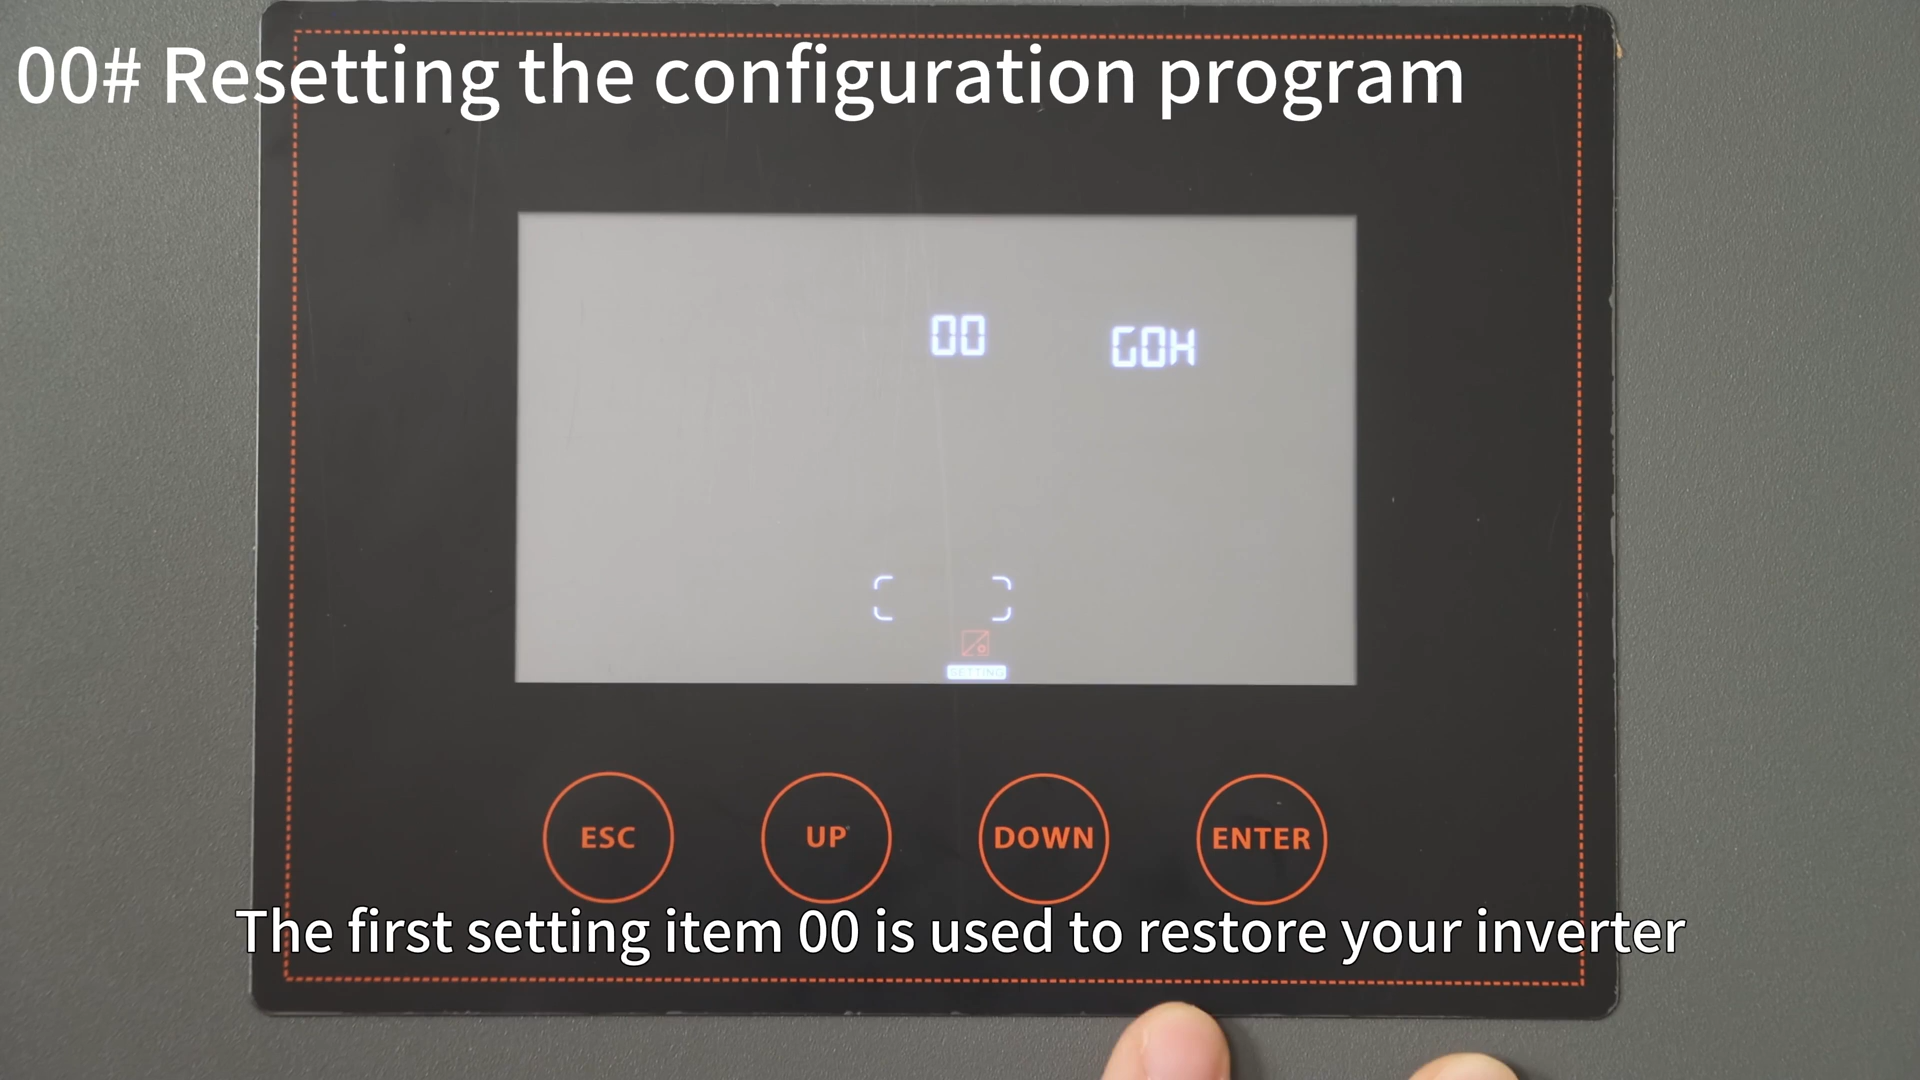 00# Resetting the configuration program
00 GOH
SETTING
ESC UP DOWN ENTER
The first setting item 00 is used to restore your inverter